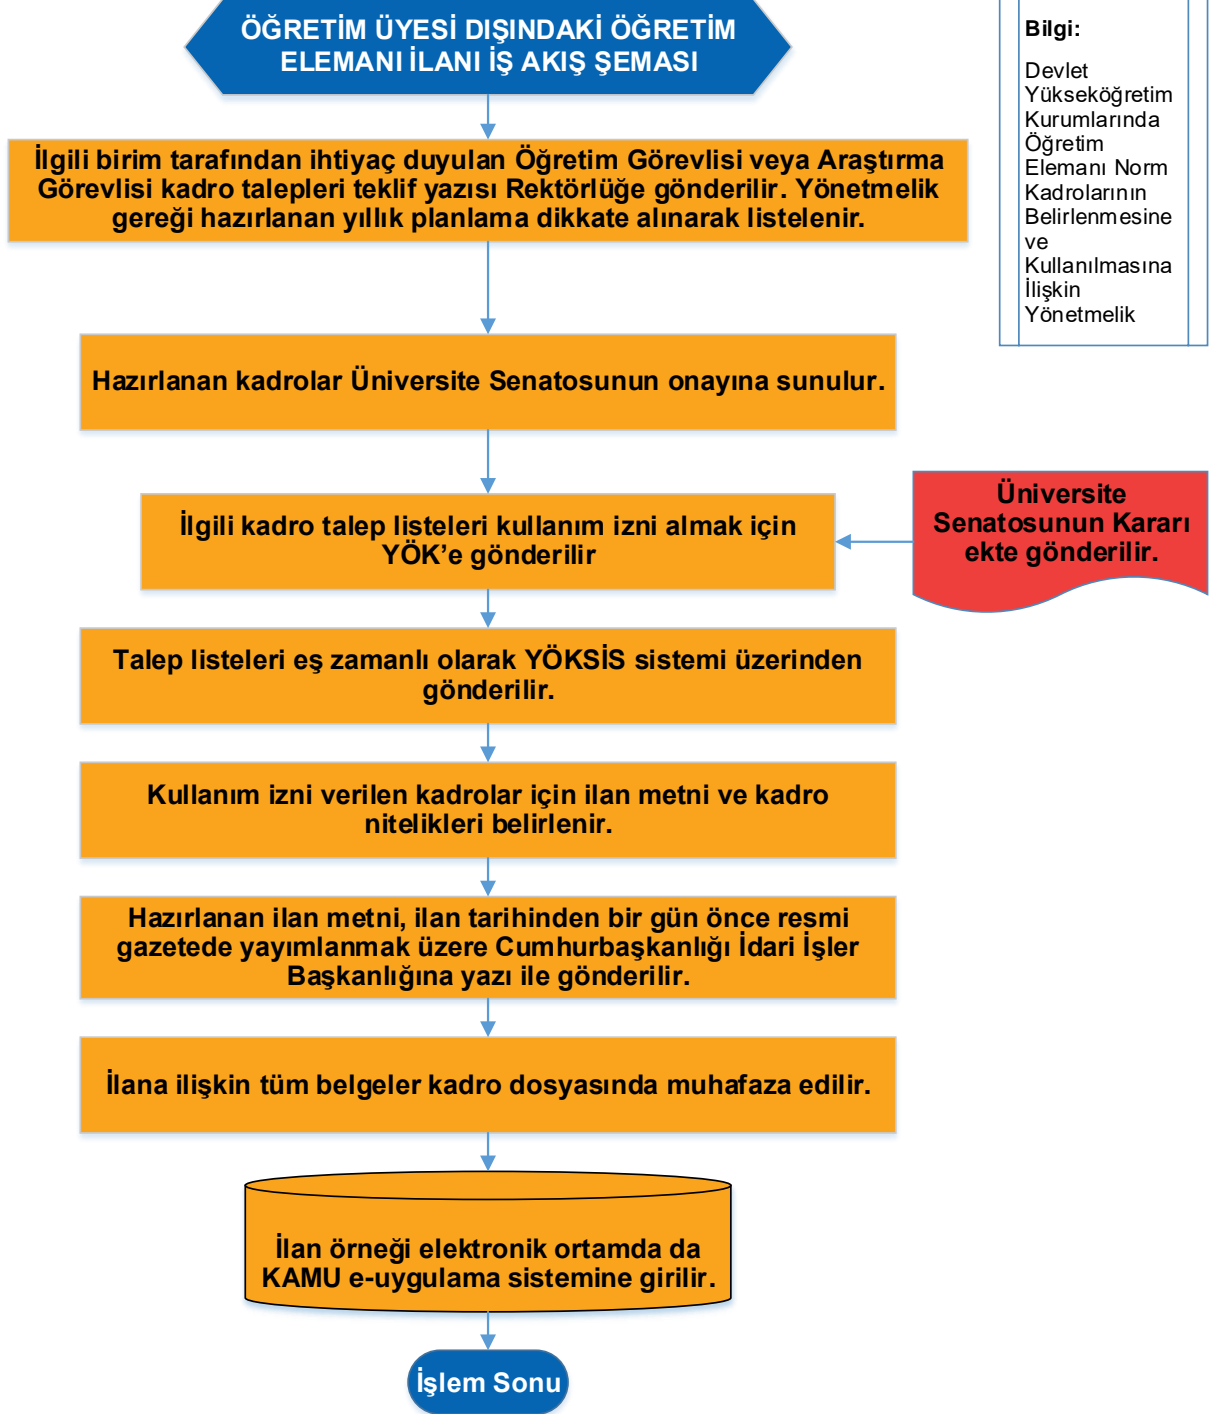 ÖĞRETİM ÜYESİ DIŞINDAKİ ÖĞRETİM
ELEMANI İLANI İŞ AKIŞ ŞEMASI
Bilgi:
Devlet
Yükseköğretim
Kurumlarında
Öğretim
Elemanı Norm
Kadrolarının
Belirlenmesine
ve
Kullanılmasına
İlişkin
Yönetmelik
İlgili birim tarafından ihtiyaç duyulan Öğretim Görevlisi veya Araştırma
Görevlisi kadro talepleri teklif yazısı Rektörlüğe gönderilir. Yönetmelik
gereği hazırlanan yıllık planlama dikkate alınarak listelenir.
Hazırlanan kadrolar Üniversite Senatosunun onayına sunulur.
İlgili kadro talep listeleri kullanım izni almak için
YÖK’e gönderilir
Üniversite
Senatosunun Kararı
ekte gönderilir.
Talep listeleri eş zamanlı olarak YÖKSİS sistemi üzerinden
gönderilir.
Kullanım izni verilen kadrolar için ilan metni ve kadro
nitelikleri belirlenir.
Hazırlanan ilan metni, ilan tarihinden bir gün önce resmi
gazetede yayımlanmak üzere Cumhurbaşkanlığı İdari İşler
Başkanlığına yazı ile gönderilir.
İlana ilişkin tüm belgeler kadro dosyasında muhafaza edilir.
İlan örneği elektronik ortamda da
KAMU e-uygulama sistemine girilir.
İşlem Sonu